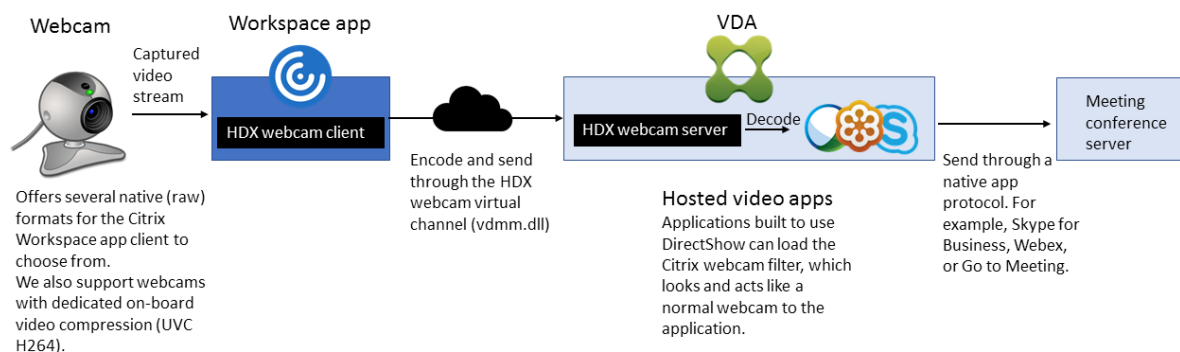 Webcam
Captured
video
stream
Offers several native (raw)
formats for the Citrix
Workspace app client to
choose from.
We also support webcams
with dedicated on-board
video compression (UVC
H264).
Workspace app
HDX webcam client
Encode and send
through the HDX
webcam virtual
channel (vdmm.dll)
VDA
HDX webcam server
Decode
S
Hosted video apps
Applications built to use
DirectShow can load the
Citrix webcam filter, which
looks and acts like a
normal webcam to the
application.
Send through a
native app
protocol. For
example, Skype for
Business, Webex,
or Go to Meeting.
Meeting
conference
server